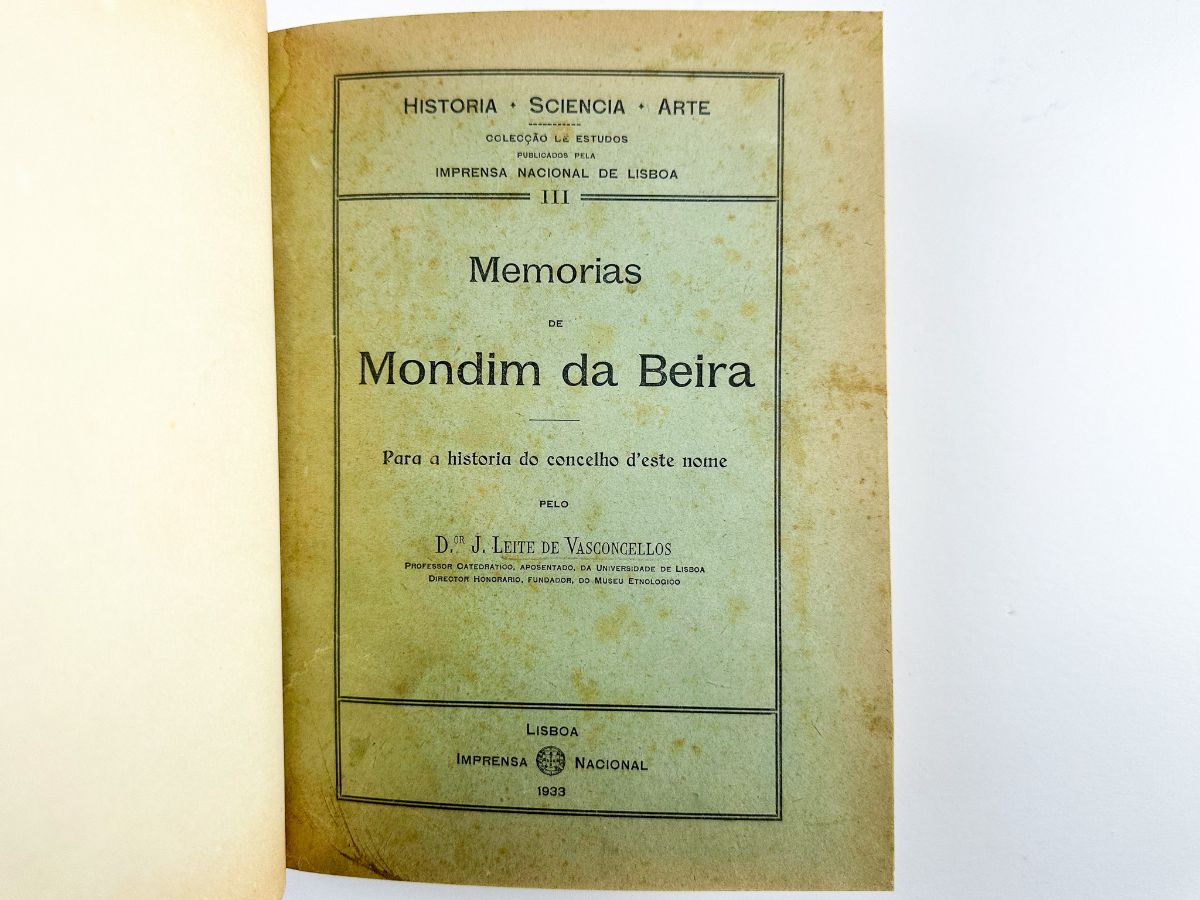 HISTORIA • SCIENCIA • ARTE
COLECÇÃO DE ESTUDOS
PUBLICADOS PELA
IMPRENSA NACIONAL DE LISBOA
III
Memorias
DE
Mondim da Beira
Para a historia do concelho d'este nome
PELO
D.OR J. LEITE DE VASCONCELLOS
PROFESSOR CATEDRATICO, APOSENTADO, DA UNIVERSIDADE DE LISBOA
DIRECTOR HONORARIO, FUNDADOR, DO MUSEU ETNOLOGICO
LISBOA
IMPRENSA NACIONAL
1933